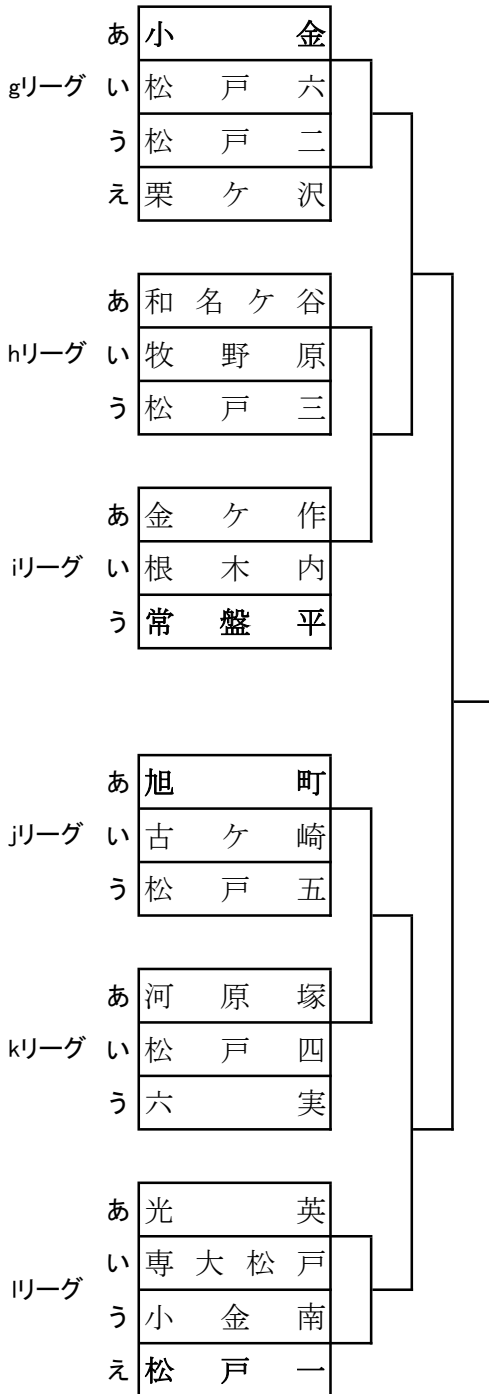 あ 小金
gリーグ い 松戸六
う 松戸二
え 栗ケ沢
あ 和名ケ谷
hリーグ い 牧野原
う 松戸三
あ 金ケ作
iリーグ い 根木内
う 常盤平
あ 旭町
jリーグ い 古ケ崎
う 松戸五
あ 河原塚
kリーグ い 松戸四
う 六実
あ 光英
い 専大松戸
lリーグ
う 小金南
え 松戸一